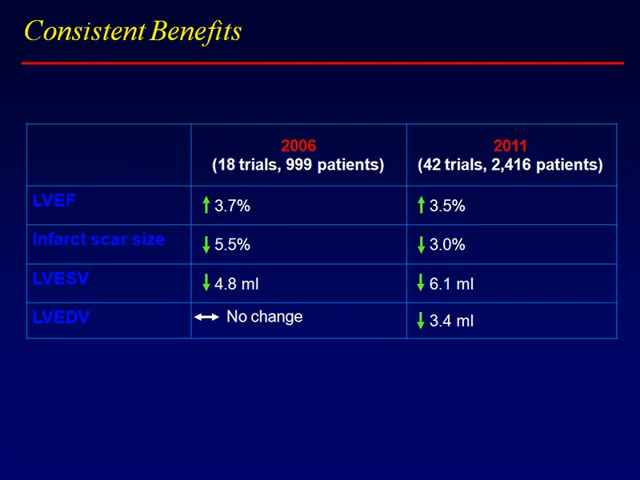 Consistent Benefits
2006 2011
(18 trials, 999 patients) (42 trials, 2,416 patients)
LVEF 3.7% 3.5%
Infarct scar size 5.5% 3.0%
LVESV 4.8 ml 6.1 ml
LVEDV No change 3.4 ml